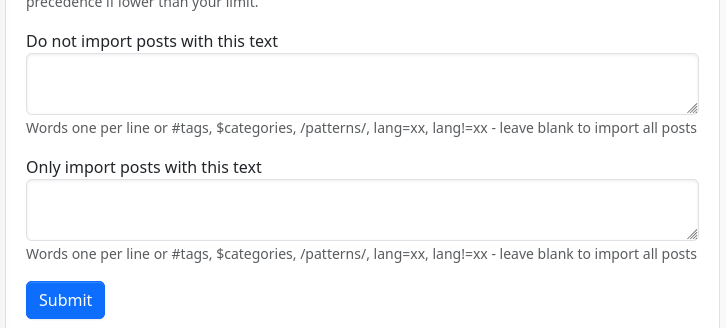 precedence if lower than your limit.
Do not import posts with this text
Words one per line or #tags, $categories, /patterns/, lang=xx, lang!=xx - leave blank to import all posts
Only import posts with this text
Words one per line or #tags, $categories, /patterns/, lang=xx, lang!=xx - leave blank to import all posts
Submit